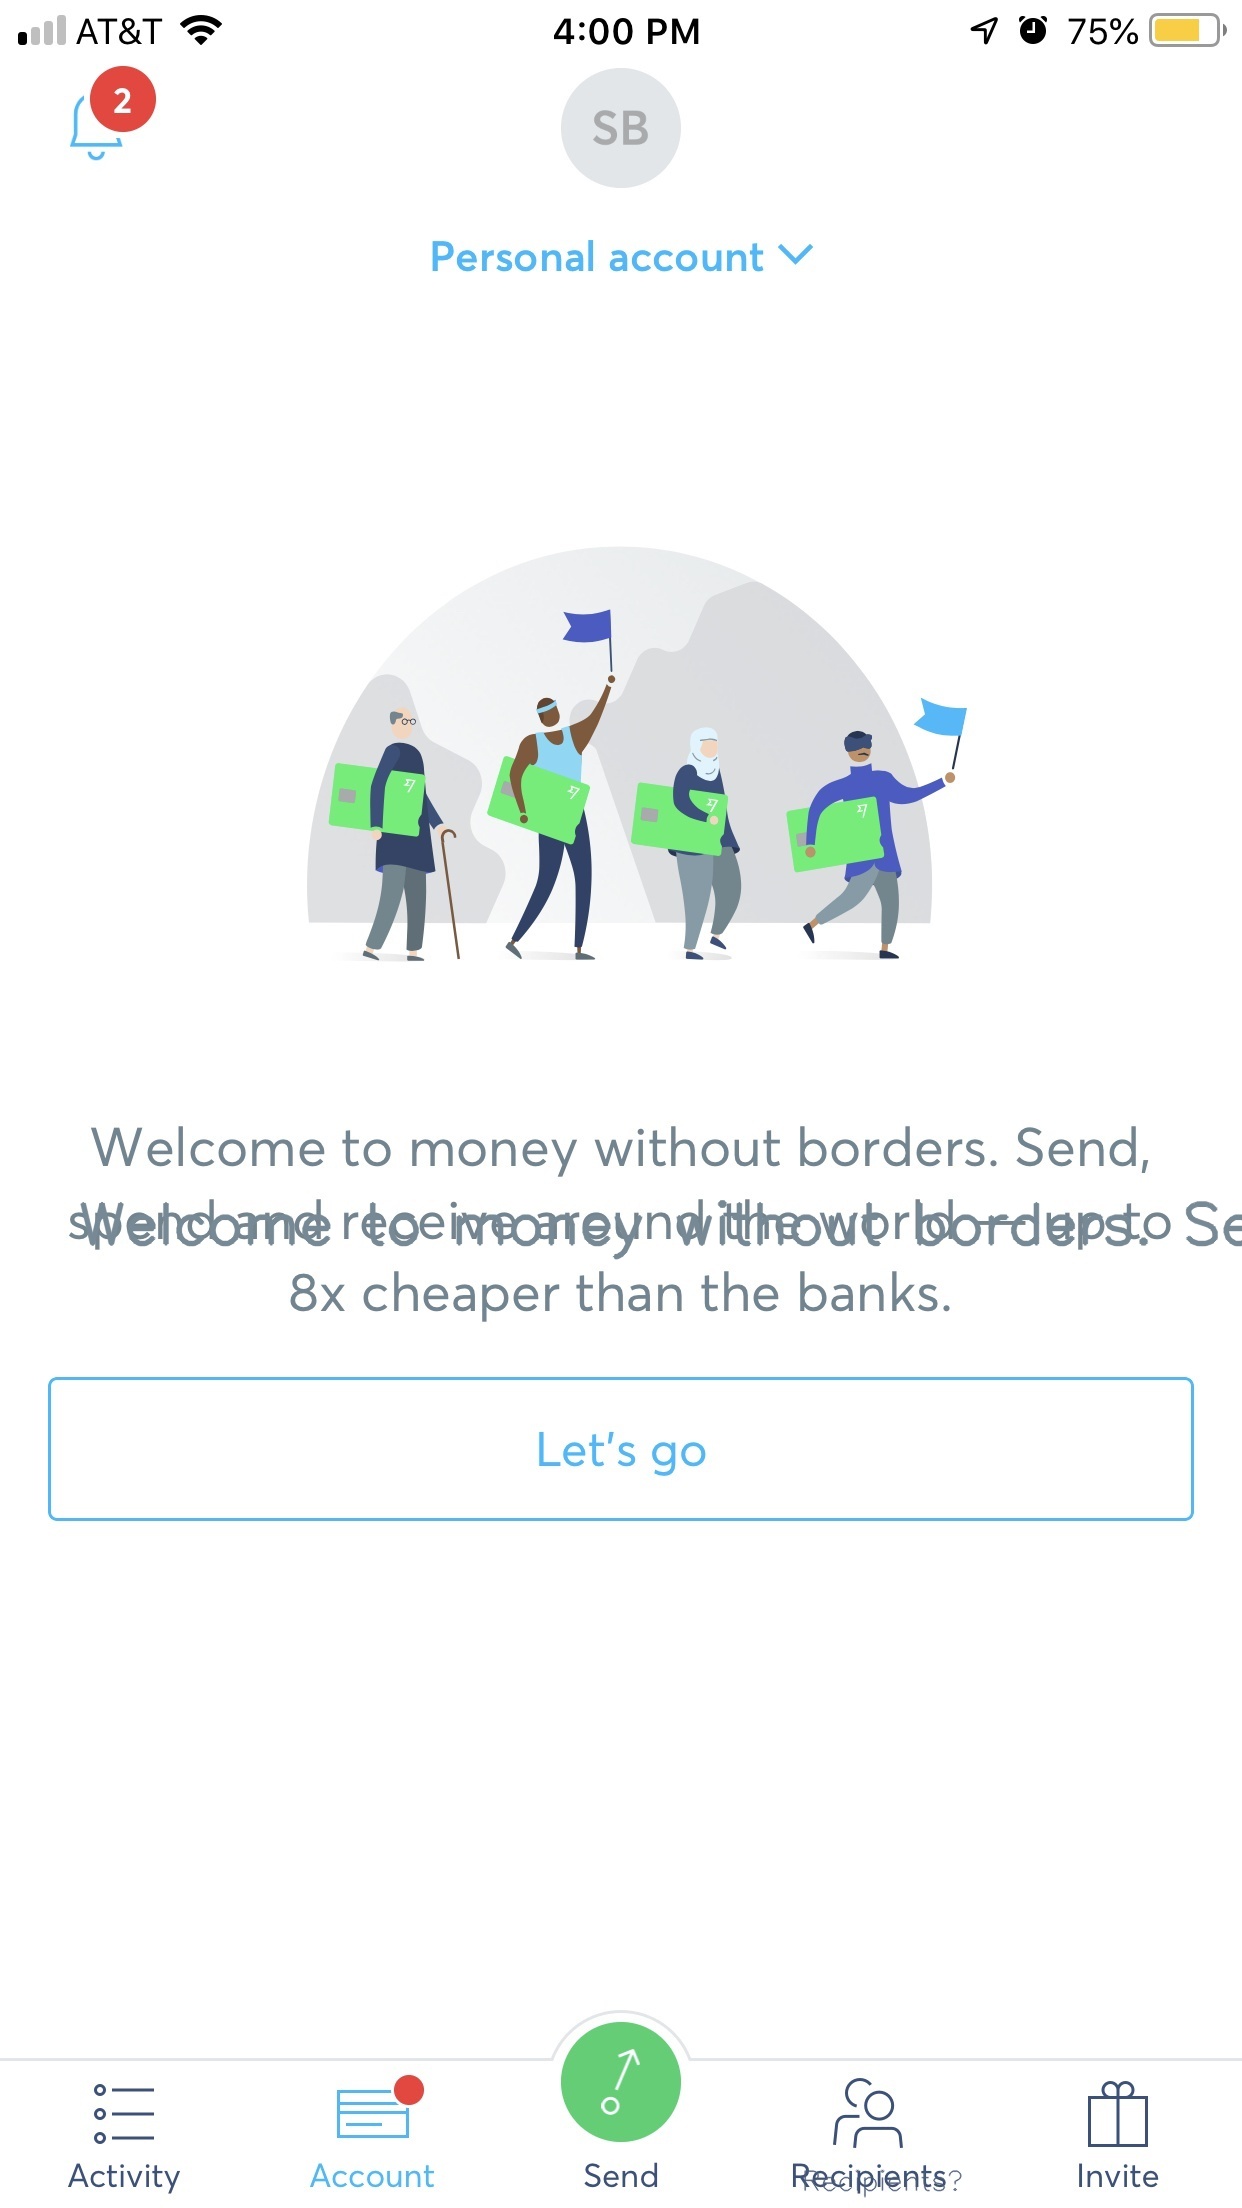 AT&T 4:00 PM 75%
2
SB
Personal account
Welcome to money without borders. Send,
spend and receive around the world — up to
Welcome to money without borders. Se
8x cheaper than the banks.
Let's go
Activity Account Send Recipients Invite
Recipients?